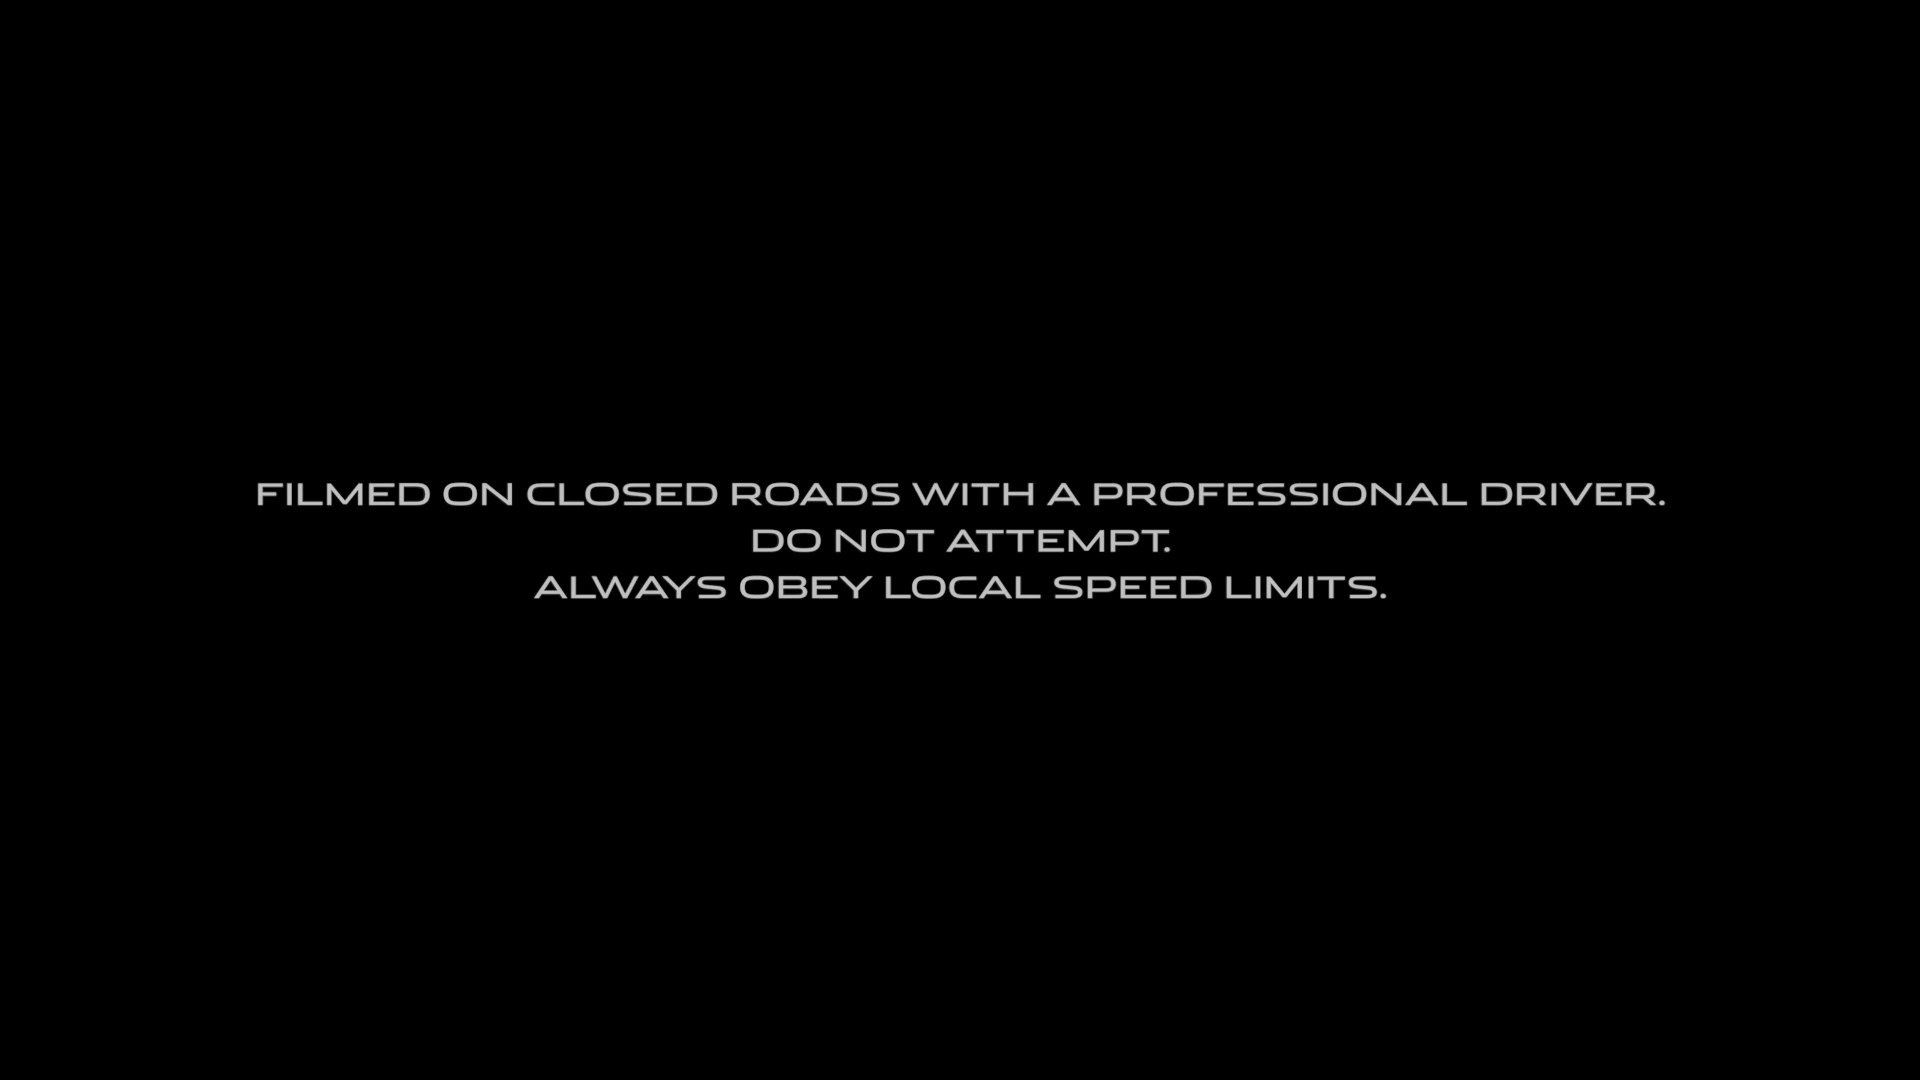 FILMED ON CLOSED ROADS WITH A PROFESSIONAL DRIVER.
DO NOT ATTEMPT.
ALWAYS OBEY LOCAL SPEED LIMITS.